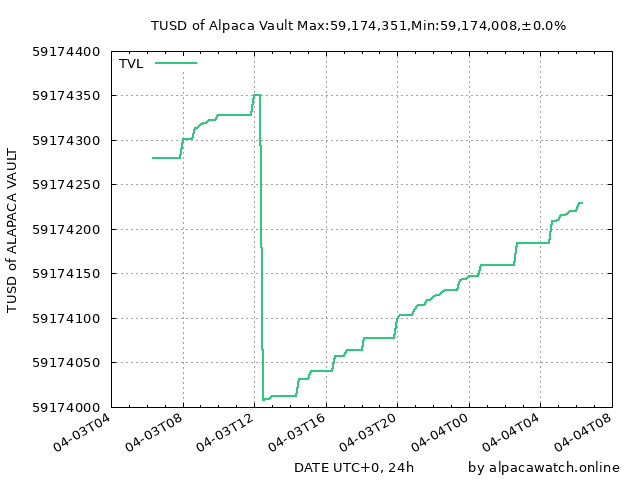 TUSD of Alpaca Vault Max:59,174,351,Min:59,174,008,±0.0%
TVL
59174400
59174350
59174300
59174250
59174200
59174150
59174100
59174050
59174000
TUSD of ALAPACA VAULT
04-03T04
04-03T08
04-03T12
04-03T16
04-03T20
04-04T00
04-04T04
04-04T08
DATE UTC+0, 24h
by alpacawatch.online